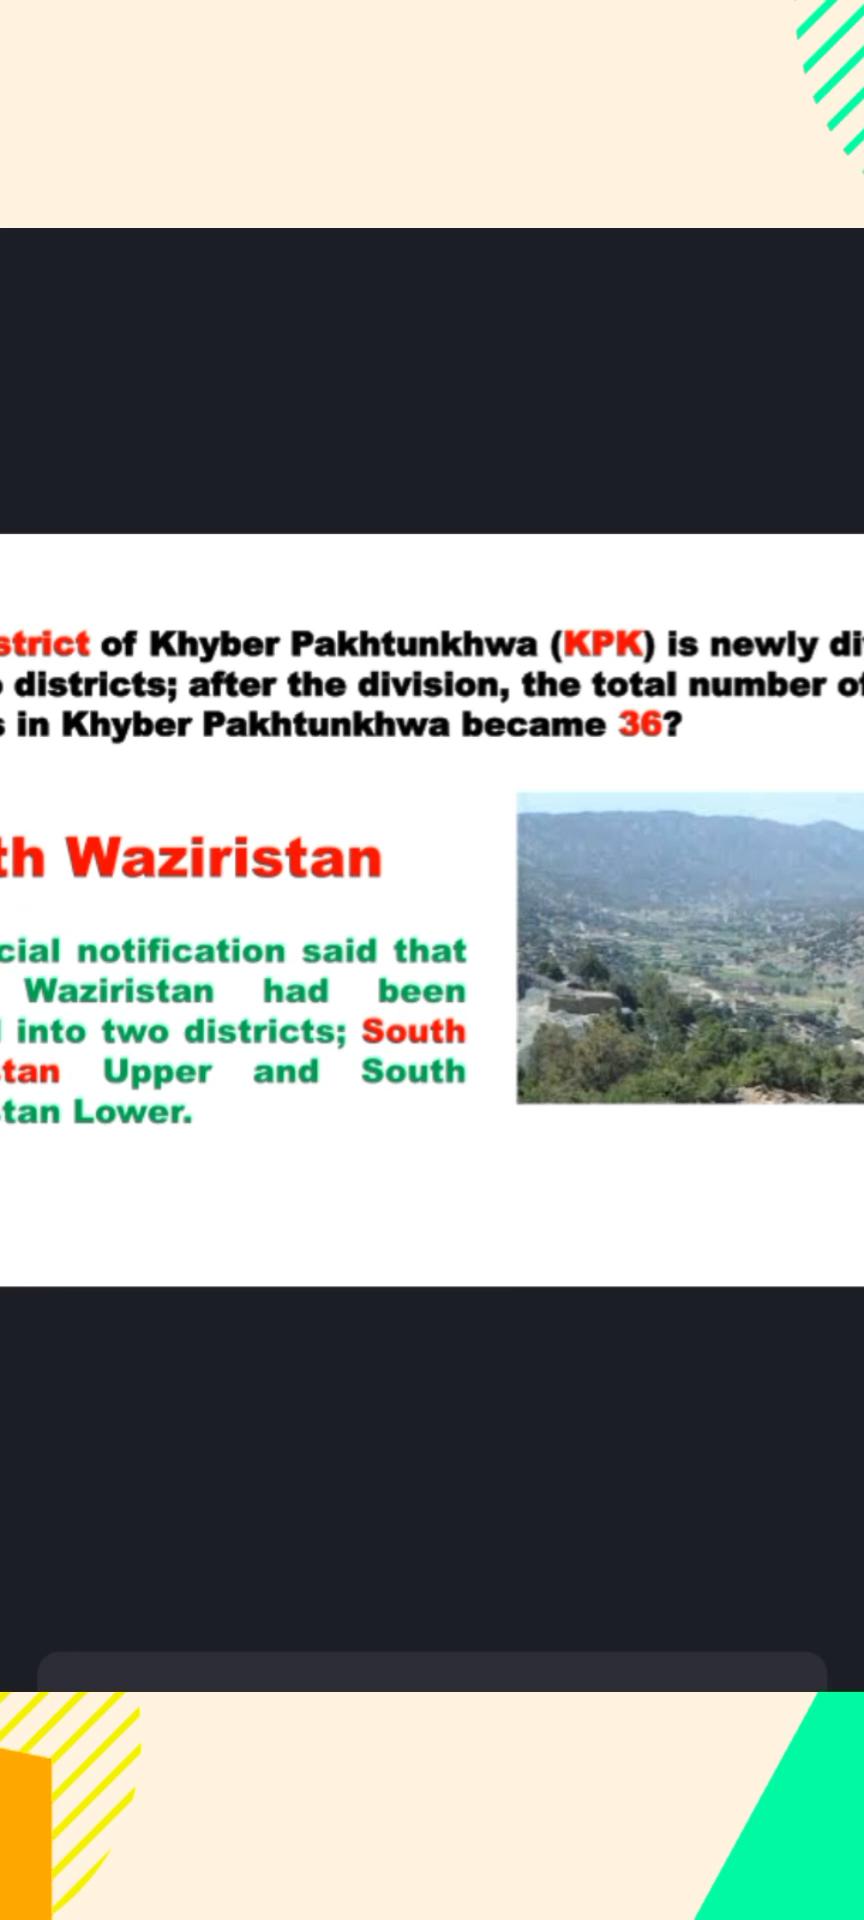 strict of Khyber Pakhtunkhwa (KPK) is newly di
districts; after the division, the total number of
s in Khyber Pakhtunkhwa became 36?
th Waziristan
cial notification said that
Waziristan had been
into two districts; South
tan Upper and South
tan Lower.